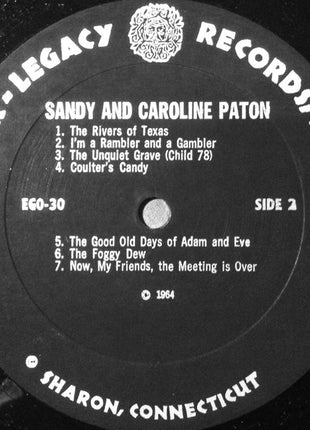 - LEGACY RECORDS
SANDY AND CAROLINE PATON
1. The Rivers of Texas
2. I'm a Rambler and a Gambler
3. The Unquiet Grave (Child 78)
4. Coulter's Candy
EGO-30 SIDE 2
5. The Good Old Days of Adam and Eve
6. The Foggy Dew
7. Now, My Friends, the Meeting is Over
© 1964
SHARON, CONNECTICUT